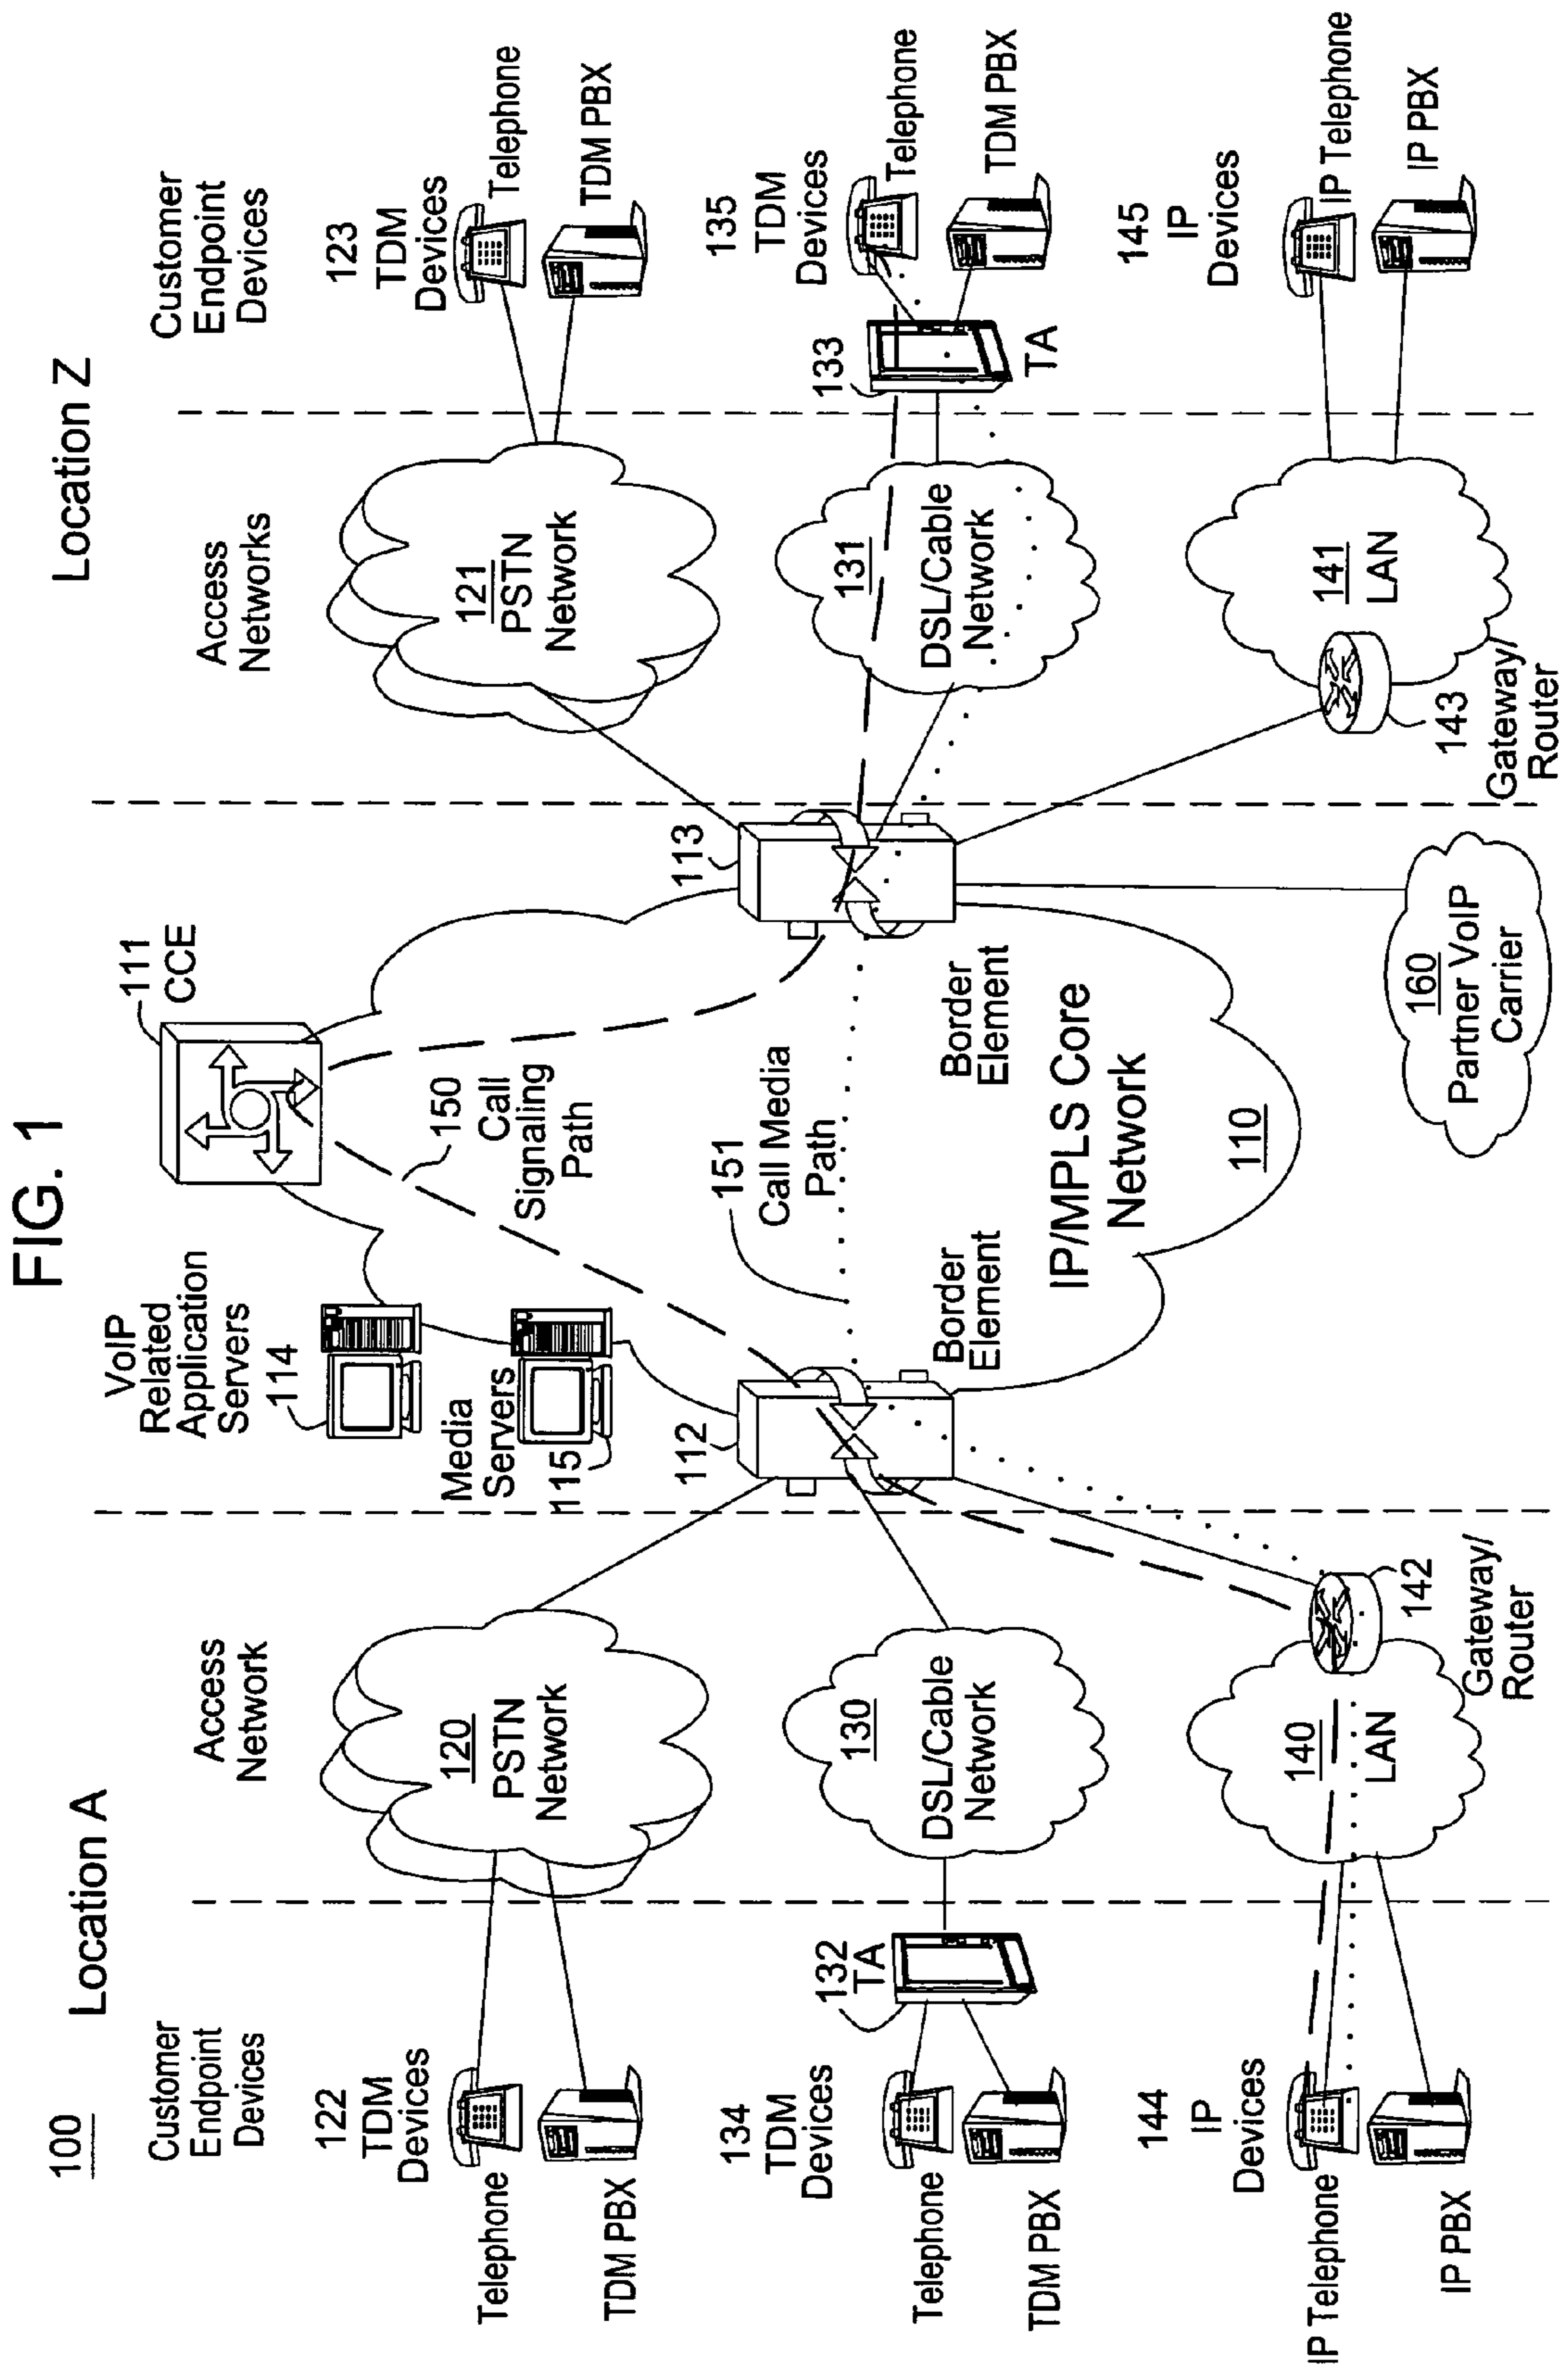 FIG. 1
100
Location A
Location Z
Customer
Endpoint
Devices
Access
Network
VoIP
Related
Application
Servers
114
111
CCE
Access
Networks
Customer
Endpoint
Devices
122
TDM
Devices
Telephone
TDM PBX
120
PSTN
Network
Media
Servers
115
150
Call
Signaling
Path
121
PSTN
Network
123
TDM
Devices
Telephone
TDM PBX
112
113
151
Call Media
Path
134
TDM
Devices
Telephone
TDM PBX
132
TA
130
DSL/Cable
Network
Border
Element
Border
Element
131
DSL/Cable
Network
133
TA
135
TDM
Devices
Telephone
TDM PBX
IP/MPLS Core
Network
110
144
IP
Devices
IP Telephone
IP PBX
140
LAN
142
Gateway/
Router
160
Partner VoIP
Carrier
141
LAN
143
Gateway/
Router
145
IP
Devices
IP Telephone
IP PBX